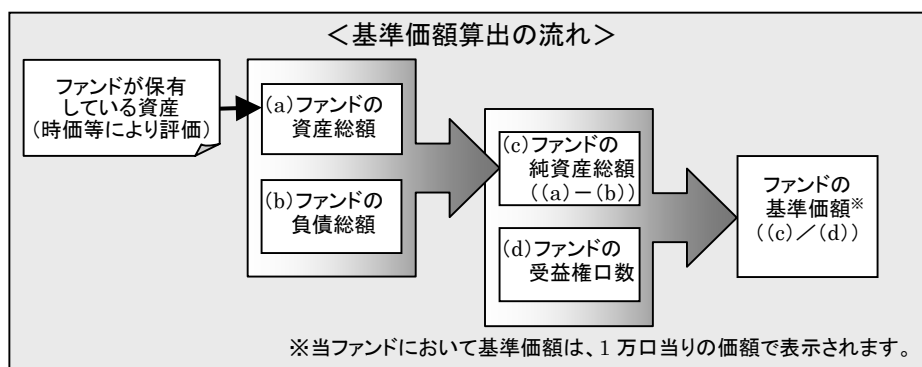 ＜基準価額算出の流れ＞
ファンドが保有
している資産
(時価等により評価)
(a)ファンドの
資産総額
(b)ファンドの
負債総額
(c)ファンドの
純資産総額
((a)－(b))
(d)ファンドの
受益権口数
ファンドの
基準価額※
((c)／(d))
※当ファンドにおいて基準価額は、1万口当りの価額で表示されます。